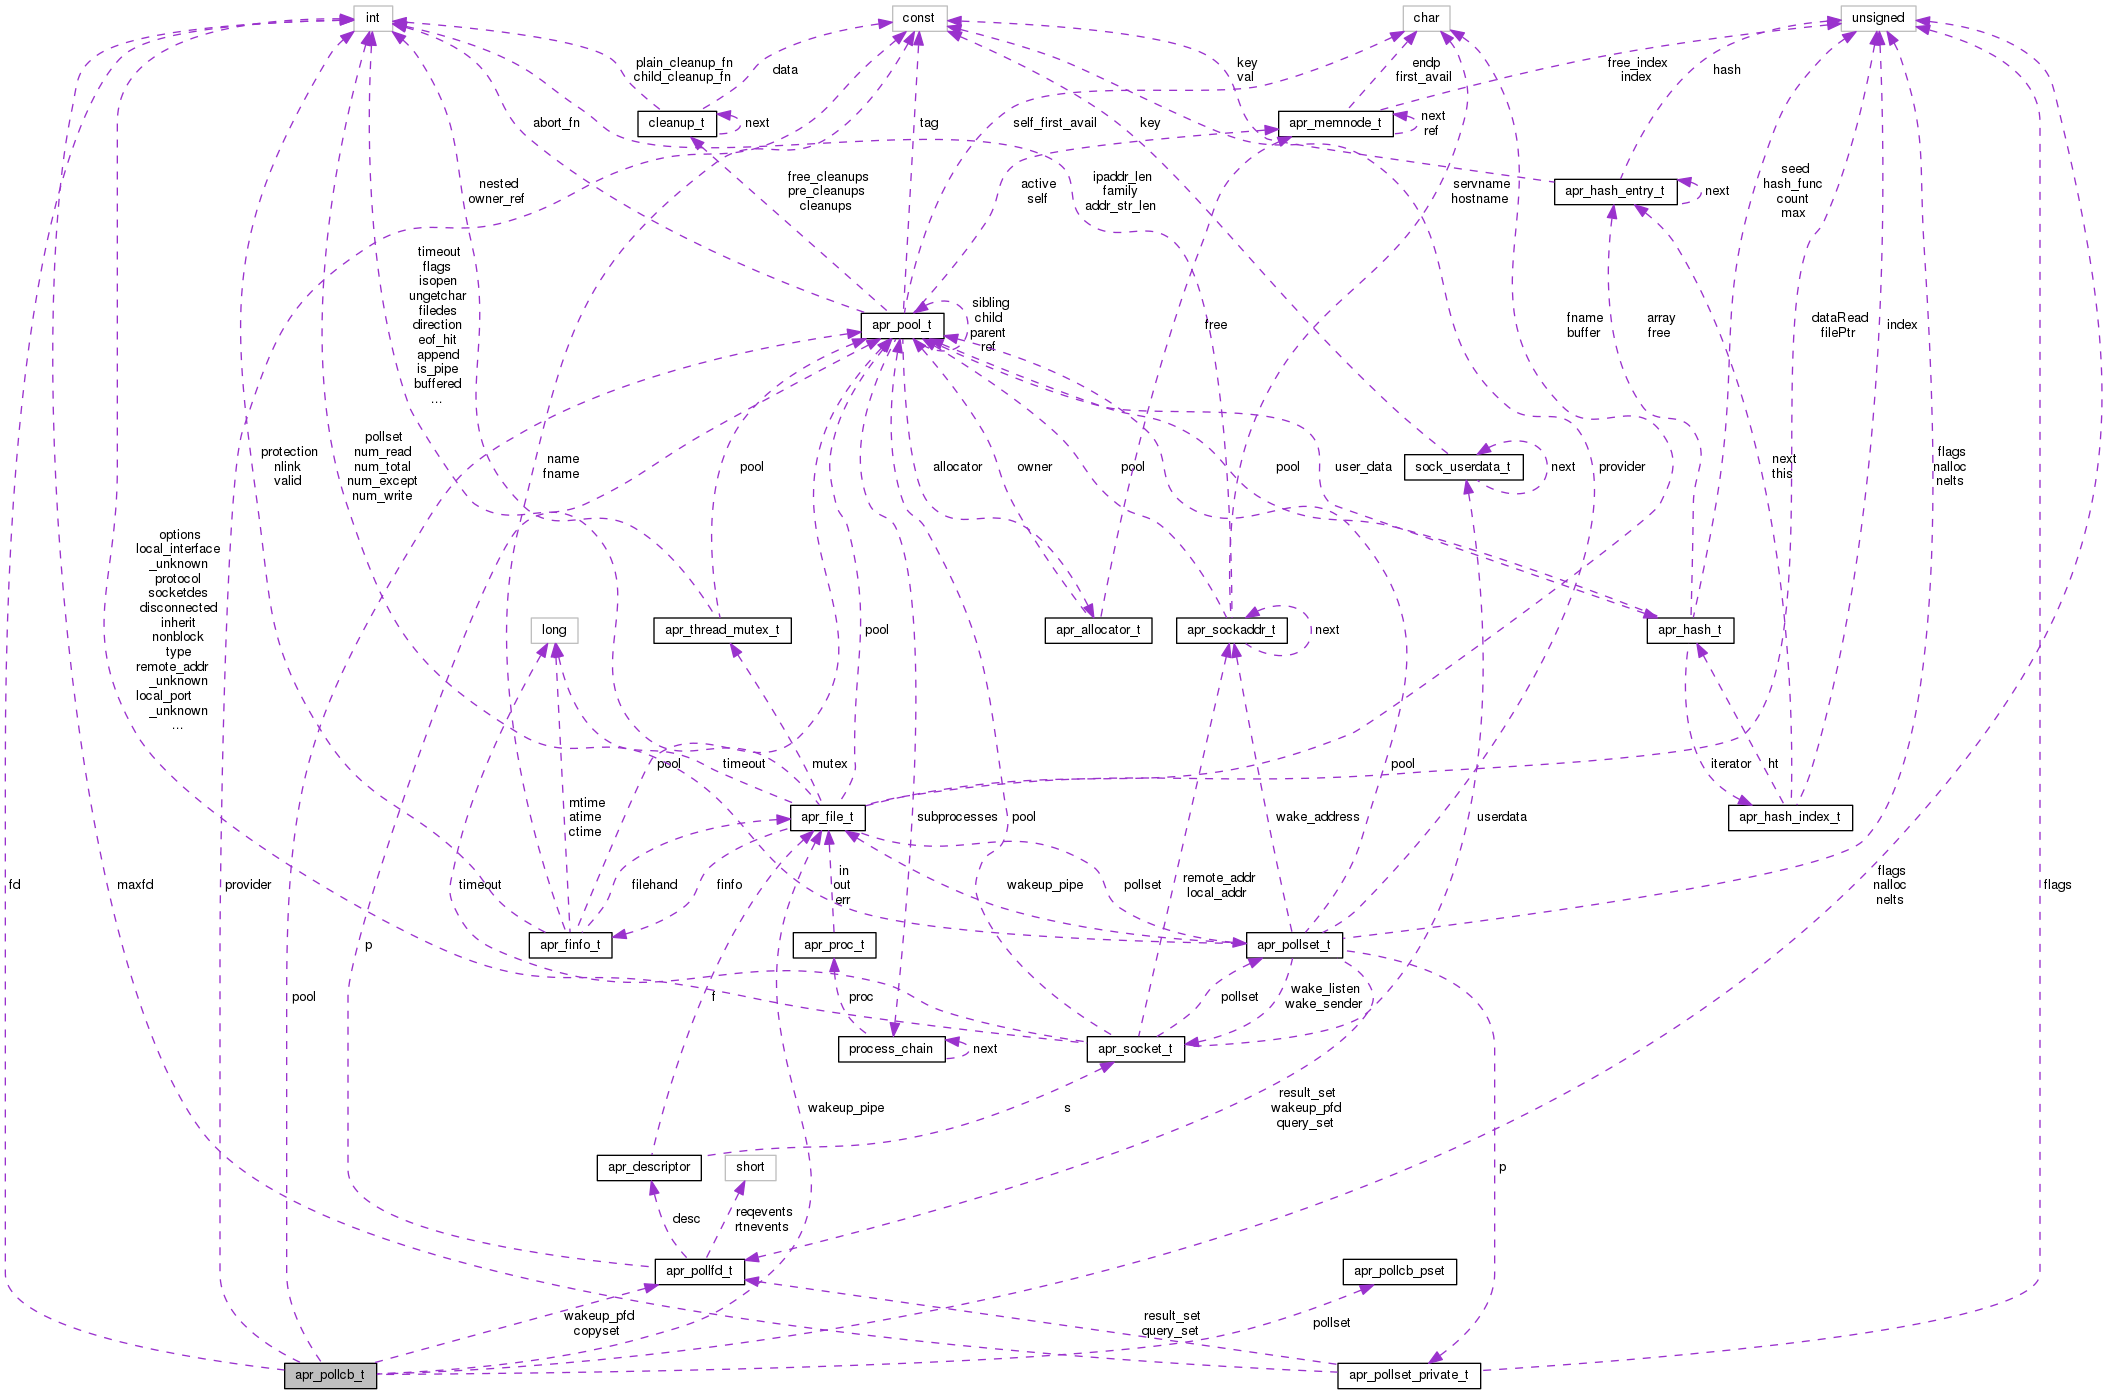 int
const
char
unsigned
plain_cleanup_fn
child_cleanup_fn
data
key
val
endp
first_avail
free_index
index
hash
cleanup_t
next
abort_fn
tag
self_first_avail
key
apr_memnode_t
next
ref
nested
owner_ref
free_cleanups
pre_cleanups
cleanups
active
self
ipaddr_len
family
addr_str_len
servname
hostname
apr_hash_entry_t
next
seed
hash_func
count
max
timeout
flags
isopen
ungetchar
filedes
direction
eof_hit
append
is_pipe
buffered
...
apr_pool_t
sibling
child
parent
ref
free
fname
buffer
array
free
dataRead
filePtr
index
protection
nlink
valid
pollset
num_read
num_total
num_except
num_write
name
fname
pool
allocator
owner
pool
pool
user_data
sock_userdata_t
next
provider
next
this
flags
nalloc
nelts
options
local_interface
_unknown
protocol
socketdes
disconnected
inherit
nonblock
type
remote_addr
_unknown
local_port
_unknown
...
long
apr_thread_mutex_t
pool
apr_allocator_t
apr_sockaddr_t
next
apr_hash_t
pool
timeout
mutex
pool
iterator
ht
mtime
atime
ctime
apr_file_t
subprocesses
pool
wake_address
userdata
apr_hash_index_t
fd
maxfd
provider
p
timeout
filehand
finfo
in
out
err
wakeup_pipe
pollset
remote_addr
local_addr
flags
nalloc
nelts
flags
apr_finfo_t
apr_proc_t
apr_pollset_t
pool
f
proc
pollset
wake_listen
wake_sender
process_chain
next
apr_socket_t
wakeup_pipe
s
result_set
wakeup_pfd
query_set
apr_descriptor
short
p
desc
reqevents
rtnevents
apr_pollfd_t
apr_pollcb_pset
wakeup_pfd
copyset
result_set
query_set
pollset
apr_pollcb_t
apr_pollset_private_t